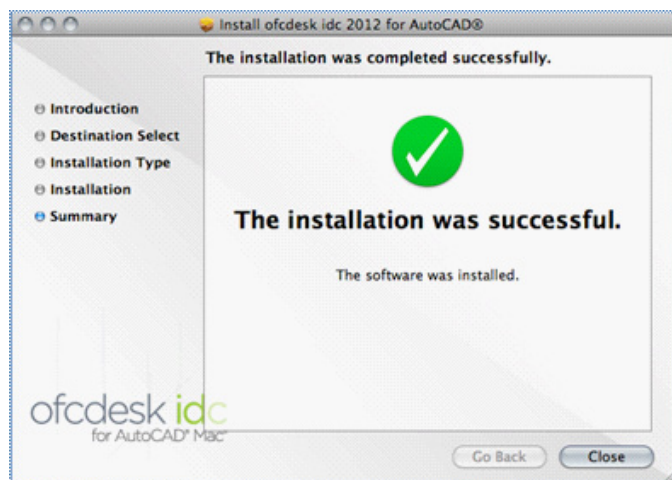 Install ofcdesk idc 2012 for AutoCAD®
The installation was completed successfully.
Introduction
Destination Select
Installation Type
Installation
Summary
The installation was successful.
The software was installed.
ofcdesk idc
for AutoCAD® Mac®
Go Back
Close